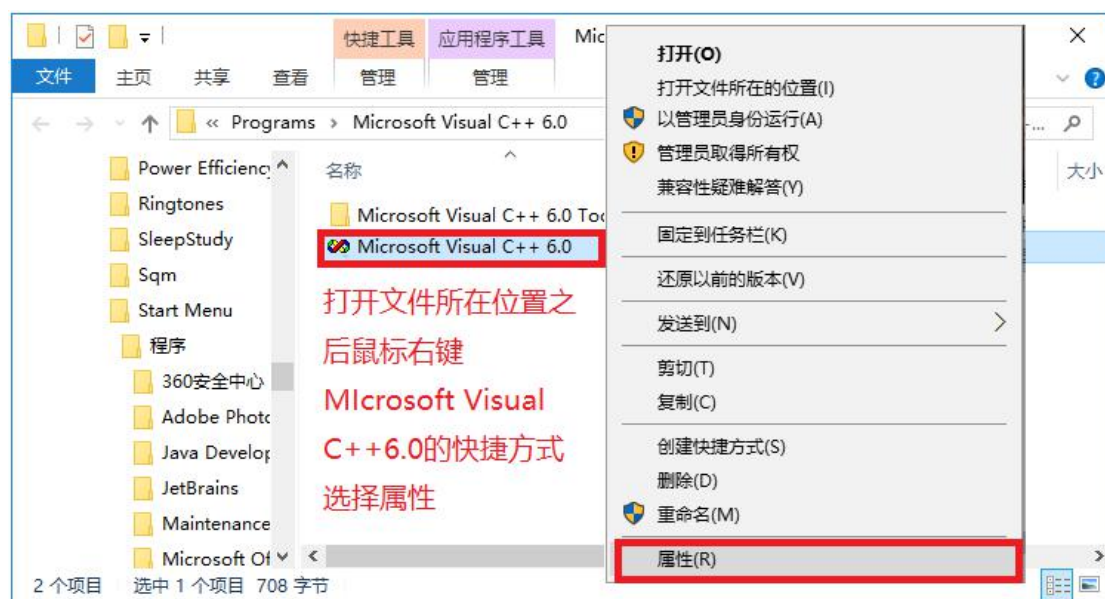 快捷工具 应用程序工具 Mic
文件 主页 共享 查看 管理 管理
« Programs › Microsoft Visual C++ 6.0
Power Efficienc
Ringtones
SleepStudy
Sqm
Start Menu
程序
360安全中心
Adobe Photo
Java Develop
JetBrains
Maintenance
Microsoft Of
名称
大小
Microsoft Visual C++ 6.0 Too
Microsoft Visual C++ 6.0
打开文件所在位置之
后鼠标右键
MIcrosoft Visual
C++6.0的快捷方式
选择属性
打开(O)
打开文件所在的位置(I)
以管理员身份运行(A)
管理员取得所有权
兼容性疑难解答(Y)
固定到任务栏(K)
还原以前的版本(V)
发送到(N)
剪切(T)
复制(C)
创建快捷方式(S)
删除(D)
重命名(M)
属性(R)
2 个项目 选中 1 个项目 708 字节